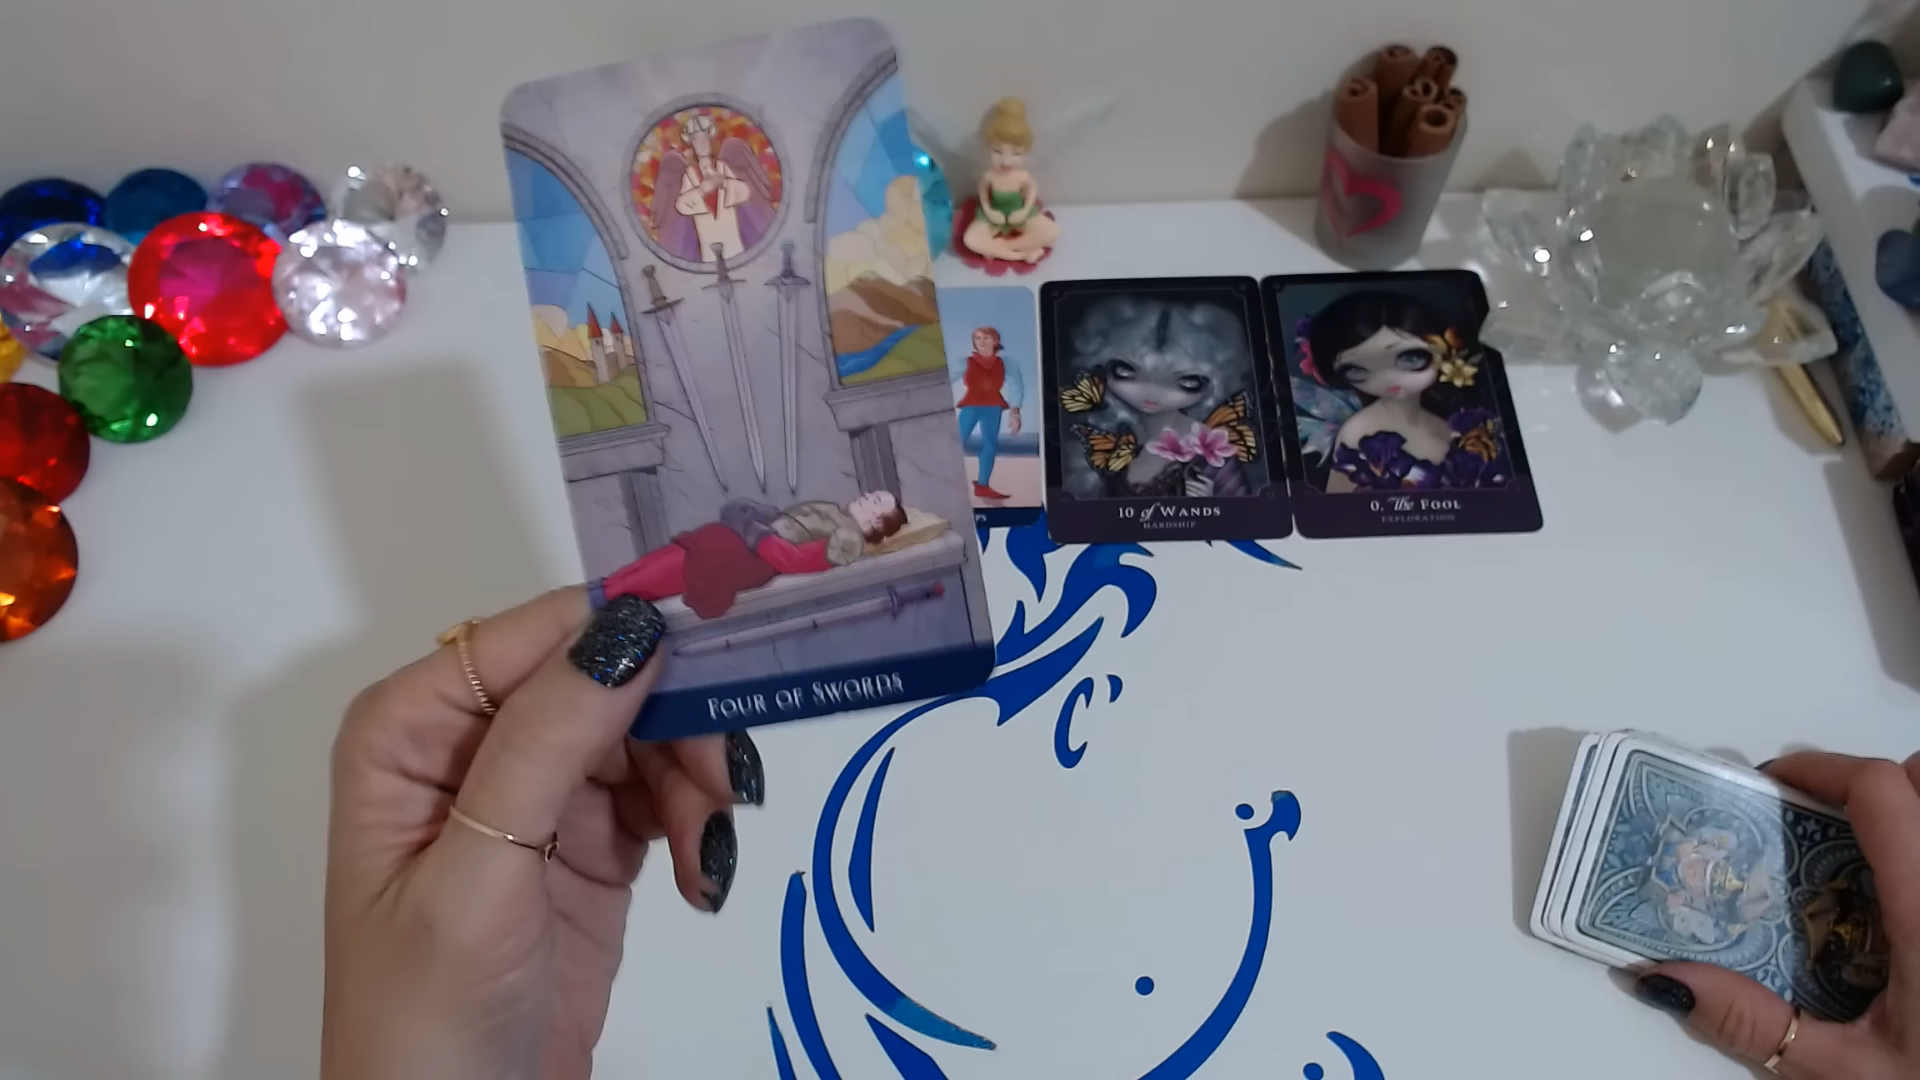 FOUR OF SWORDS
10 of WANDS
HARDSHIP
0. The FOOL
EXPLORATION